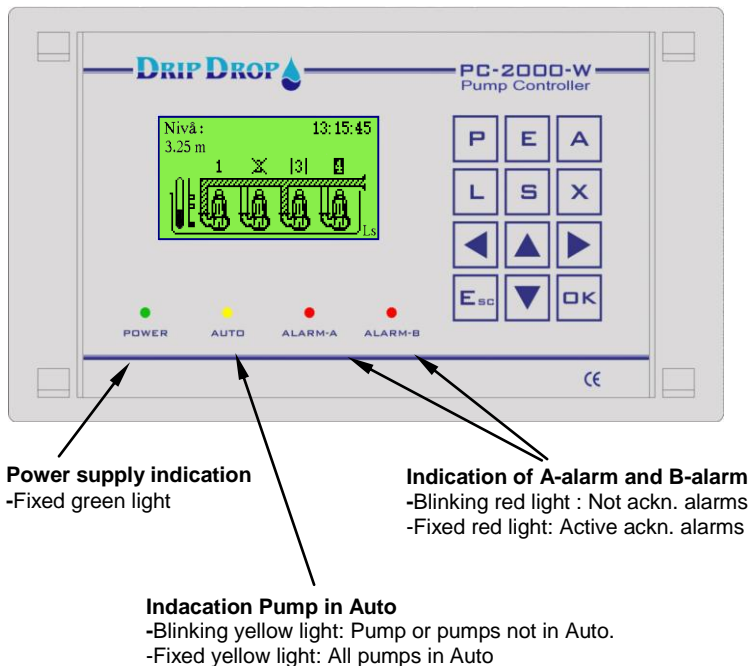 DRIP DROP
PC-2000-W
Pump Controller
Nivå: 13:15:45
3.25 m
1 2 |3| 4
Ls
P E A
L S X
Esc OK
POWER AUTO ALARM-A ALARM-B
CE
Power supply indication
-Fixed green light
Indication of A-alarm and B-alarm
-Blinking red light : Not ackn. alarms
-Fixed red light: Active ackn. alarms
Indacation Pump in Auto
-Blinking yellow light: Pump or pumps not in Auto.
-Fixed yellow light: All pumps in Auto